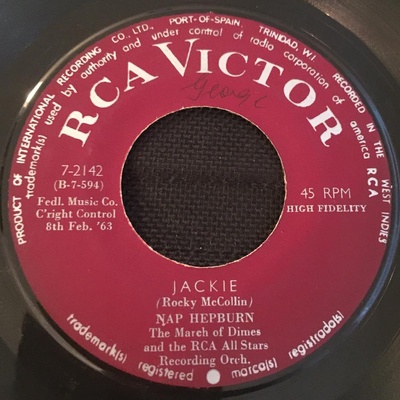 PRODUCT OF INTERNATIONAL RECORDING CO., LTD., PORT-OF-SPAIN, TRINIDAD, W.I. RECORDED IN THE WEST INDIES
trademark(s) used by authority and under control of radio corporation of america RCA
RCA VICTOR
George
7-2142
(B-7-594)
Fedl. Music Co.
C'right Control
8th Feb. '63
45 RPM
HIGH FIDELITY
JACKIE
(Rocky McCollin)
NAP HEPBURN
The March of Dimes
and the RCA All Stars
Recording Orch.
trademark(s) registered marca(s) registrada(s)